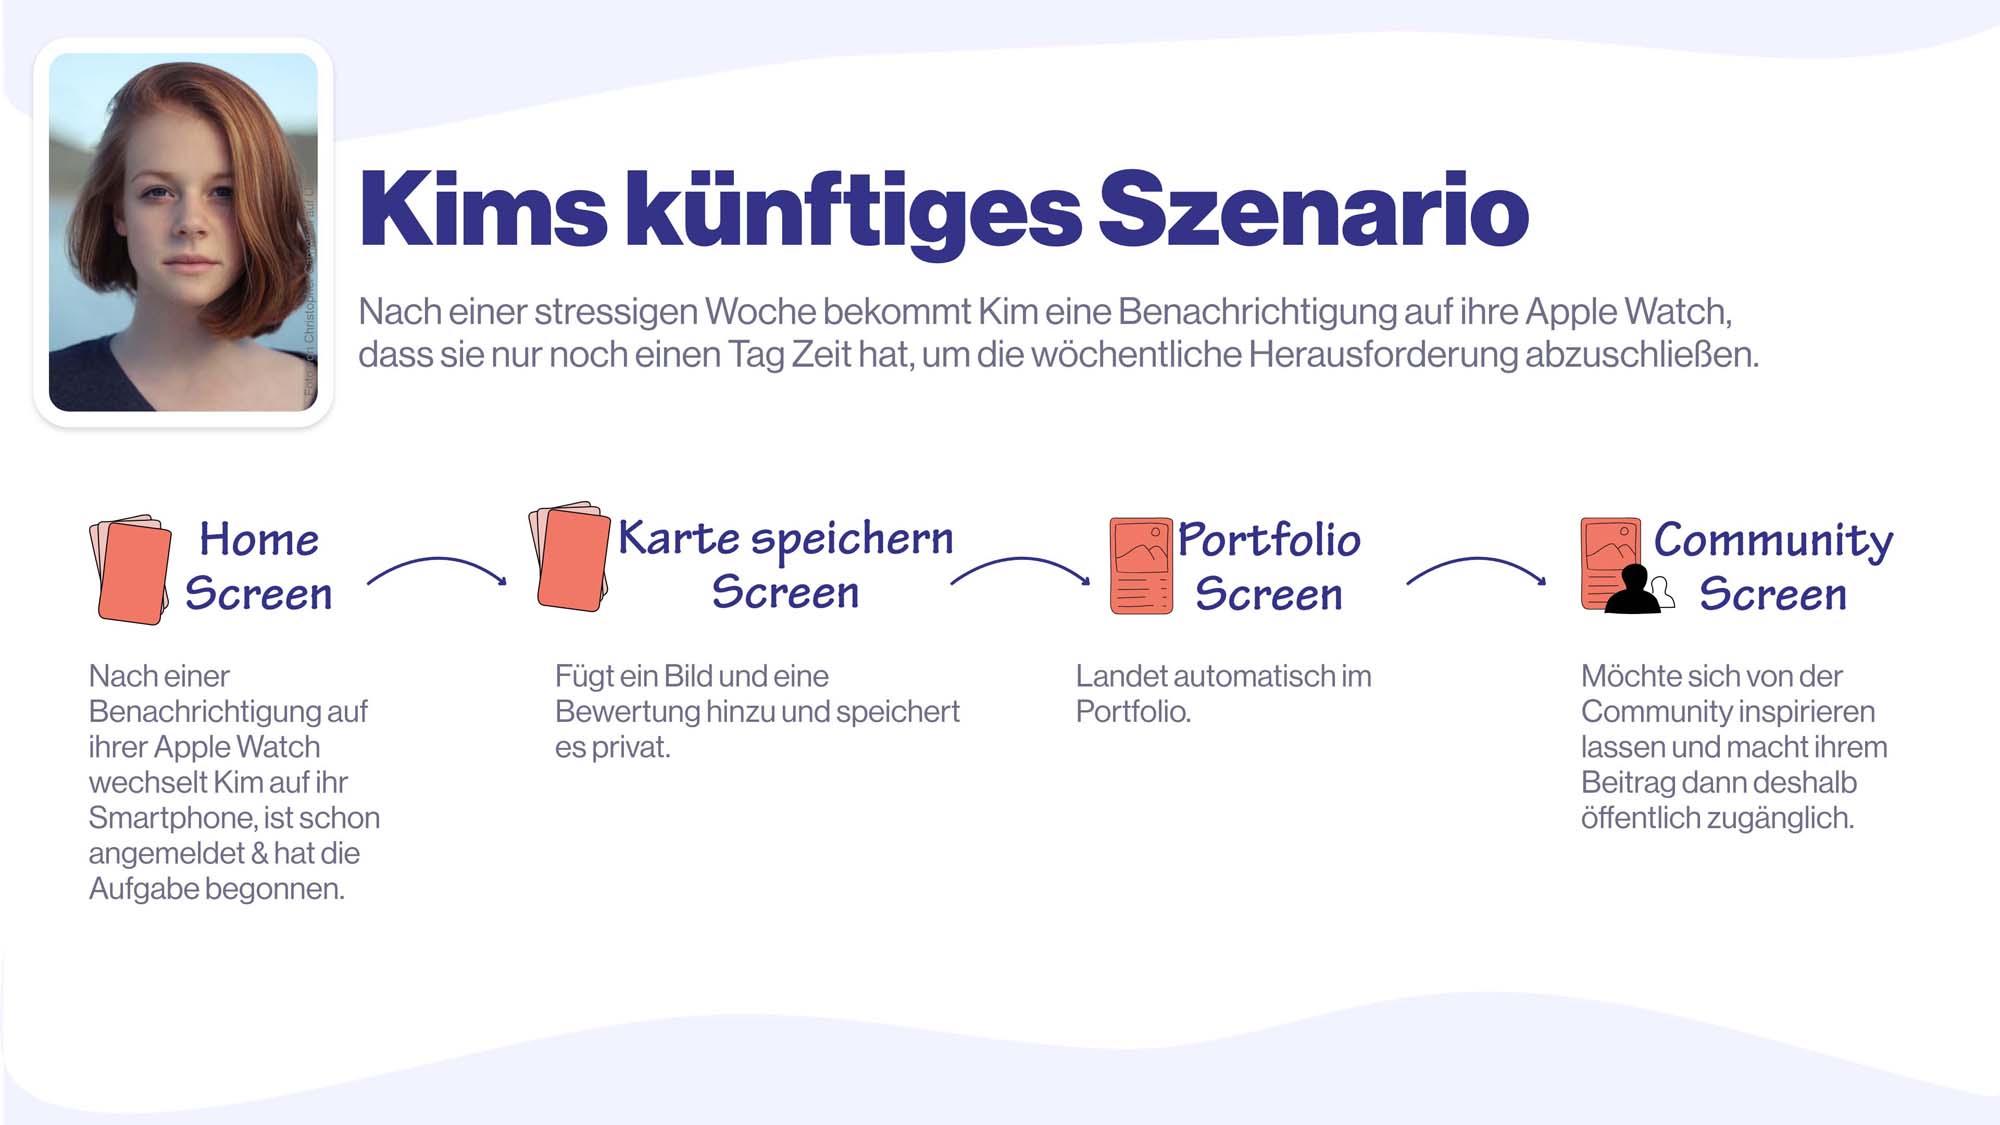 Kims künftiges Szenario
Nach einer stressigen Woche bekommt Kim eine Benachrichtigung auf ihre Apple Watch,
dass sie nur noch einen Tag Zeit hat, um die wöchentliche Herausforderung abzuschließen.
Home
Screen
Nach einer
Benachrichtigung auf
ihrer Apple Watch
wechselt Kim auf ihr
Smartphone, ist schon
angemeldet & hat die
Aufgabe begonnen.
Karte speichern
Screen
Fügt ein Bild und eine
Bewertung hinzu und speichert
es privat.
Portfolio
Screen
Landet automatisch im
Portfolio.
Community
Screen
Möchte sich von der
Community inspirieren
lassen und macht ihrem
Beitrag dann deshalb
öffentlich zugänglich.
Foto von Christopher